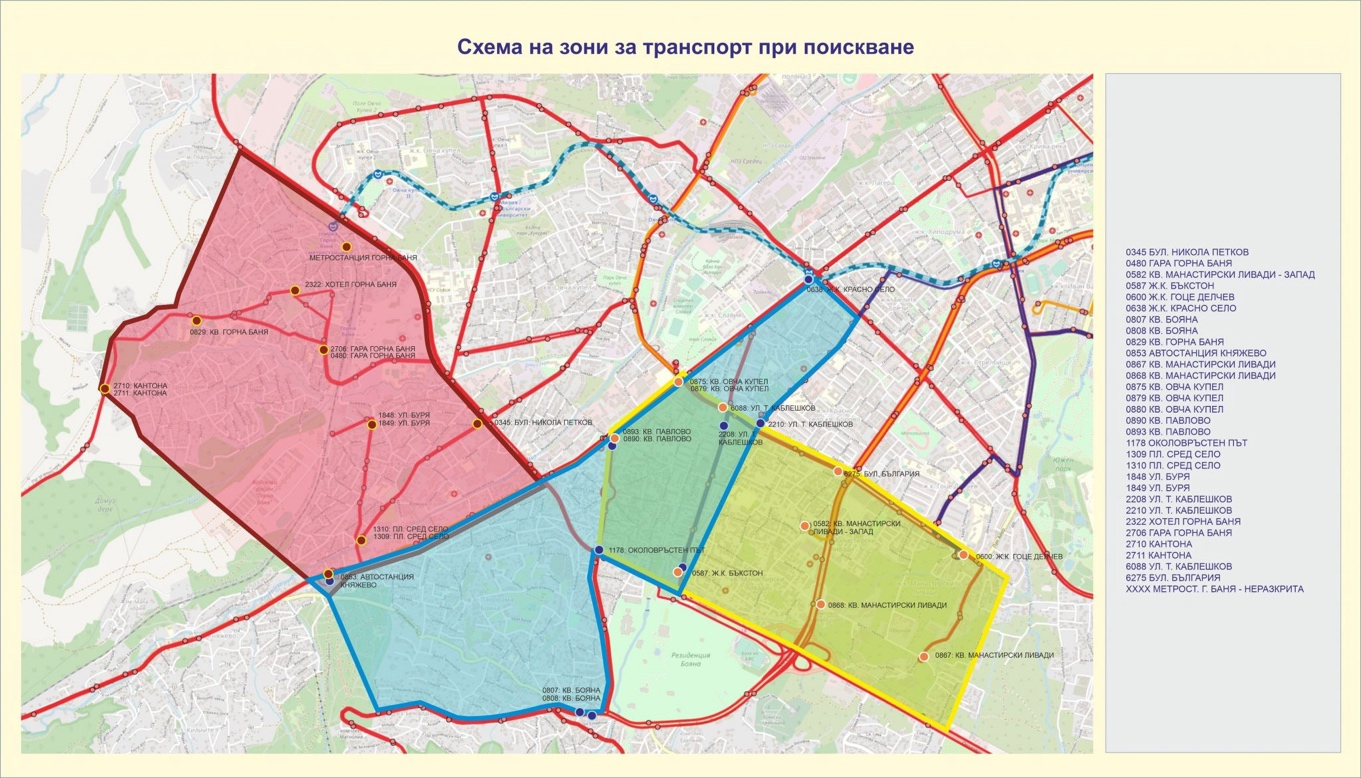 Схема на зони за транспорт при поискване
МЕТРОСТАНЦИЯ ГОРНА БАНЯ
2322: ХОТЕЛ ГОРНА БАНЯ
0829: КВ. ГОРНА БАНЯ
2706: ГАРА ГОРНА БАНЯ
0480: ГАРА ГОРНА БАНЯ
2710: КАНТОНА
2711: КАНТОНА
1848: УЛ. БУРЯ
1849: УЛ. БУРЯ
0345: БУЛ. НИКОЛА ПЕТКОВ
1310: ПЛ. СРЕД СЕЛО
1309: ПЛ. СРЕД СЕЛО
0853: АВТОСТАНЦИЯ
КНЯЖЕВО
0638: Ж.К. КРАСНО СЕЛО
0875: КВ. ОВЧА КУПЕЛ
0879: КВ. ОВЧА КУПЕЛ
6088: УЛ. Т. КАБЛЕШКОВ
2208: УЛ. Т.
КАБЛЕШКОВ
2210: УЛ. Т. КАБЛЕШКОВ
0893: КВ. ПАВЛОВО
0890: КВ. ПАВЛОВО
6275: БУЛ. БЪЛГАРИЯ
0582: КВ. МАНАСТИРСКИ
ЛИВАДИ - ЗАПАД
1178: ОКОЛОВРЪСТЕН ПЪТ
0587: Ж.К. БЪКСТОН
0600: Ж.К. ГОЦЕ ДЕЛЧЕВ
0868: КВ. МАНАСТИРСКИ ЛИВАДИ
0867: КВ. МАНАСТИРСКИ ЛИВАДИ
Резиденция
Бояна
0807: КВ. БОЯНА
0808: КВ. БОЯНА
0345 БУЛ. НИКОЛА ПЕТКОВ
0480 ГАРА ГОРНА БАНЯ
0582 КВ. МАНАСТИРСКИ ЛИВАДИ - ЗАПАД
0587 Ж.К. БЪКСТОН
0600 Ж.К. ГОЦЕ ДЕЛЧЕВ
0638 Ж.К. КРАСНО СЕЛО
0807 КВ. БОЯНА
0808 КВ. БОЯНА
0829 КВ. ГОРНА БАНЯ
0853 АВТОСТАНЦИЯ КНЯЖЕВО
0867 КВ. МАНАСТИРСКИ ЛИВАДИ
0868 КВ. МАНАСТИРСКИ ЛИВАДИ
0875 КВ. ОВЧА КУПЕЛ
0879 КВ. ОВЧА КУПЕЛ
0880 КВ. ОВЧА КУПЕЛ
0890 КВ. ПАВЛОВО
0893 КВ. ПАВЛОВО
1178 ОКОЛОВРЪСТЕН ПЪТ
1309 ПЛ. СРЕД СЕЛО
1310 ПЛ. СРЕД СЕЛО
1848 УЛ. БУРЯ
1849 УЛ. БУРЯ
2208 УЛ. Т. КАБЛЕШКОВ
2210 УЛ. Т. КАБЛЕШКОВ
2322 ХОТЕЛ ГОРНА БАНЯ
2706 ГАРА ГОРНА БАНЯ
2710 КАНТОНА
2711 КАНТОНА
6088 УЛ. Т. КАБЛЕШКОВ
6275 БУЛ. БЪЛГАРИЯ
XXXX МЕТРОСТ. Г. БАНЯ - НЕРАЗКРИТА